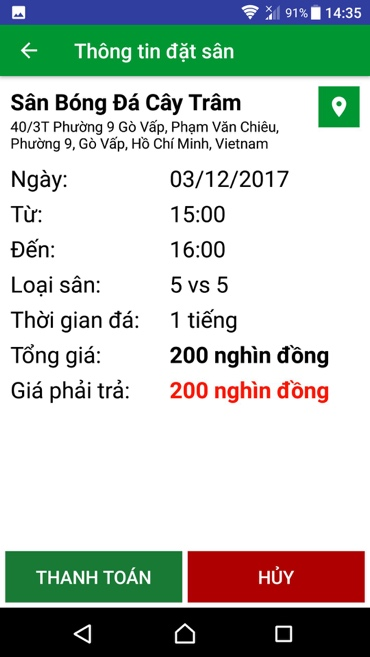 91% 14:35
Thông tin đặt sân
Sân Bóng Đá Cây Trâm
40/3T Phường 9 Gò Vấp, Phạm Văn Chiêu,
Phường 9, Gò Vấp, Hồ Chí Minh, Vietnam
Ngày: 03/12/2017
Từ: 15:00
Đến: 16:00
Loại sân: 5 vs 5
Thời gian đá: 1 tiếng
Tổng giá: 200 nghìn đồng
Giá phải trả: 200 nghìn đồng
THANH TOÁN HỦY